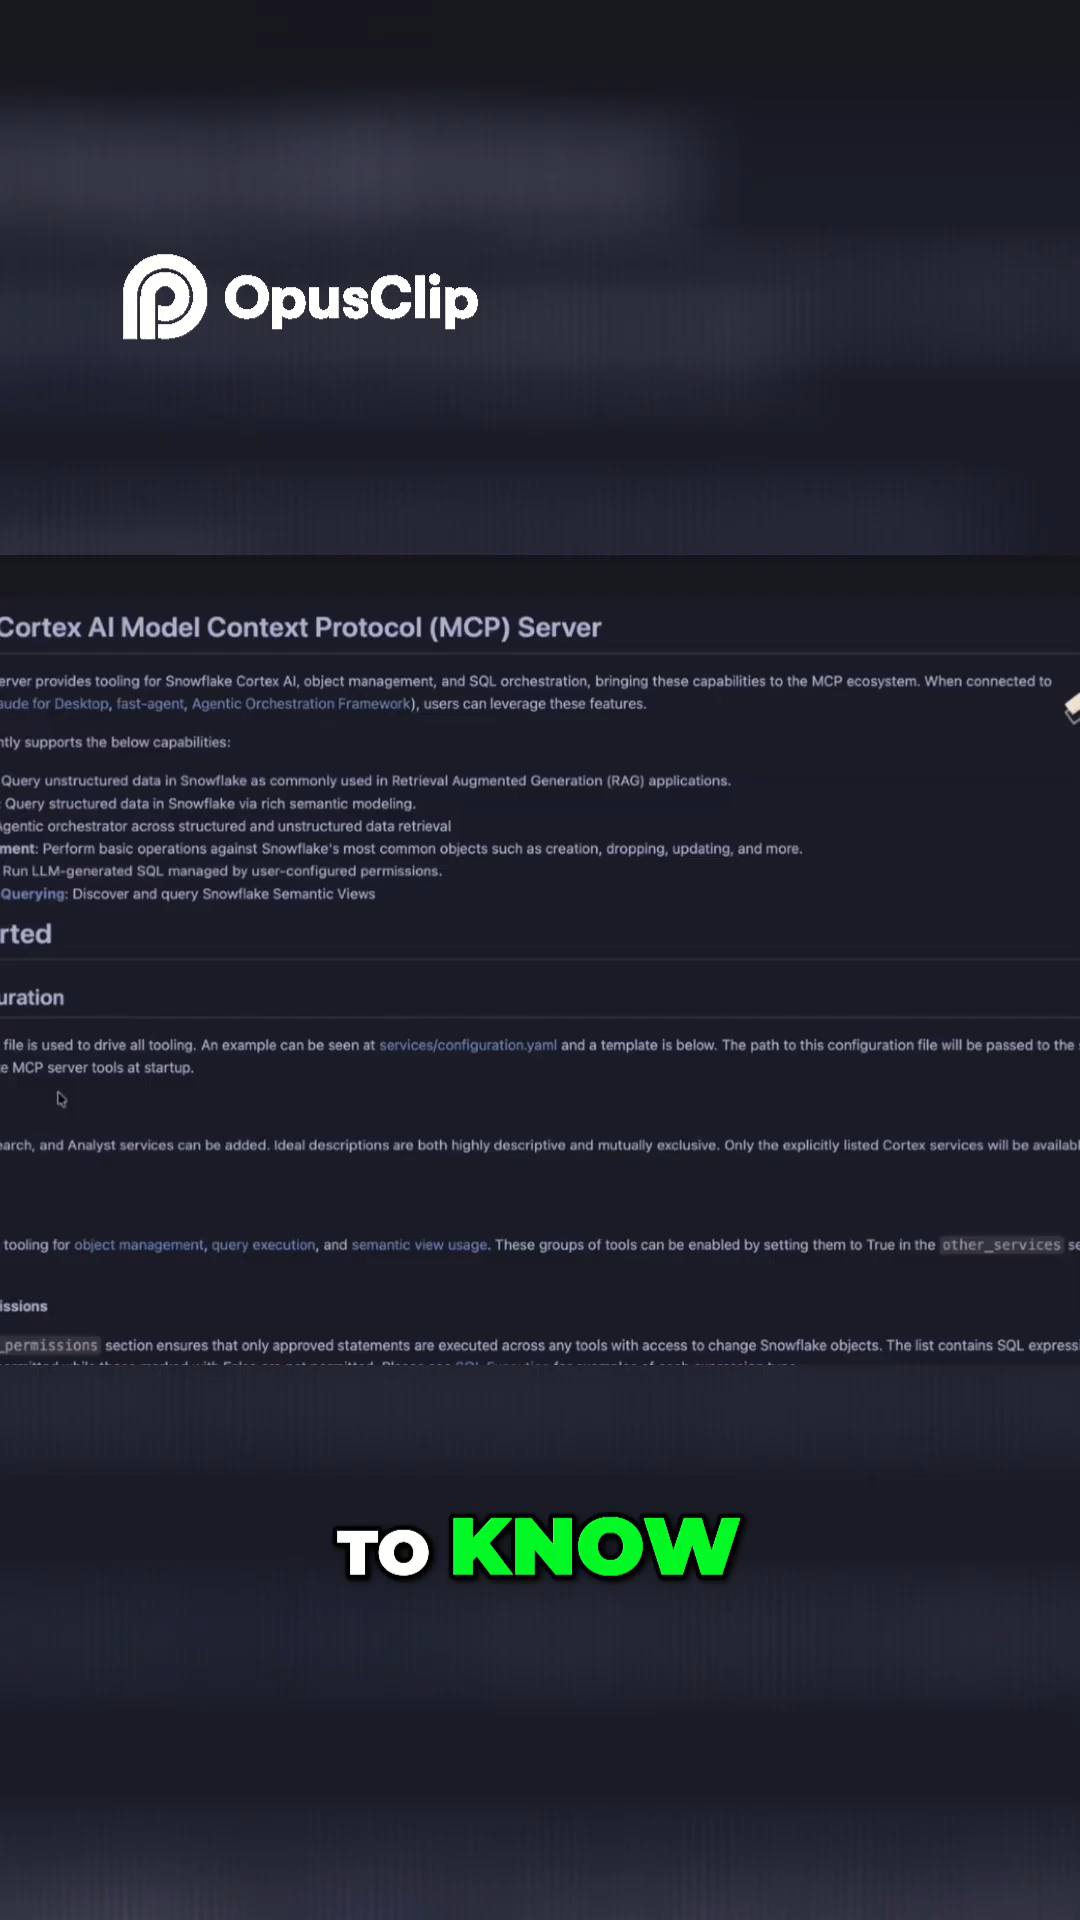 OpusClip
Cortex AI Model Context Protocol (MCP) Server
erver provides tooling for Snowflake Cortex AI, object management, and SQL orchestration, bringing these capabilities to the MCP ecosystem. When connected to
aude for Desktop, fast-agent, Agentic Orchestration Framework), users can leverage these features.
ntly supports the below capabilities:
Query unstructured data in Snowflake as commonly used in Retrieval Augmented Generation (RAG) applications.
: Query structured data in Snowflake via rich semantic modeling.
Agentic orchestrator across structured and unstructured data retrieval
ment: Perform basic operations against Snowflake's most common objects such as creation, dropping, updating, and more.
Run LLM-generated SQL managed by user-configured permissions.
Querying: Discover and query Snowflake Semantic Views
rted
uration
file is used to drive all tooling. An example can be seen at services/configuration.yaml and a template is below. The path to this configuration file will be passed to the
e MCP server tools at startup.
earch, and Analyst services can be added. Ideal descriptions are both highly descriptive and mutually exclusive. Only the explicitly listed Cortex services will be availabl
tooling for object management, query execution, and semantic view usage. These groups of tools can be enabled by setting them to True in the other_services se
issions
_permissions section ensures that only approved statements are executed across any tools with access to change Snowflake objects. The list contains SQL expressi
TO KNOW